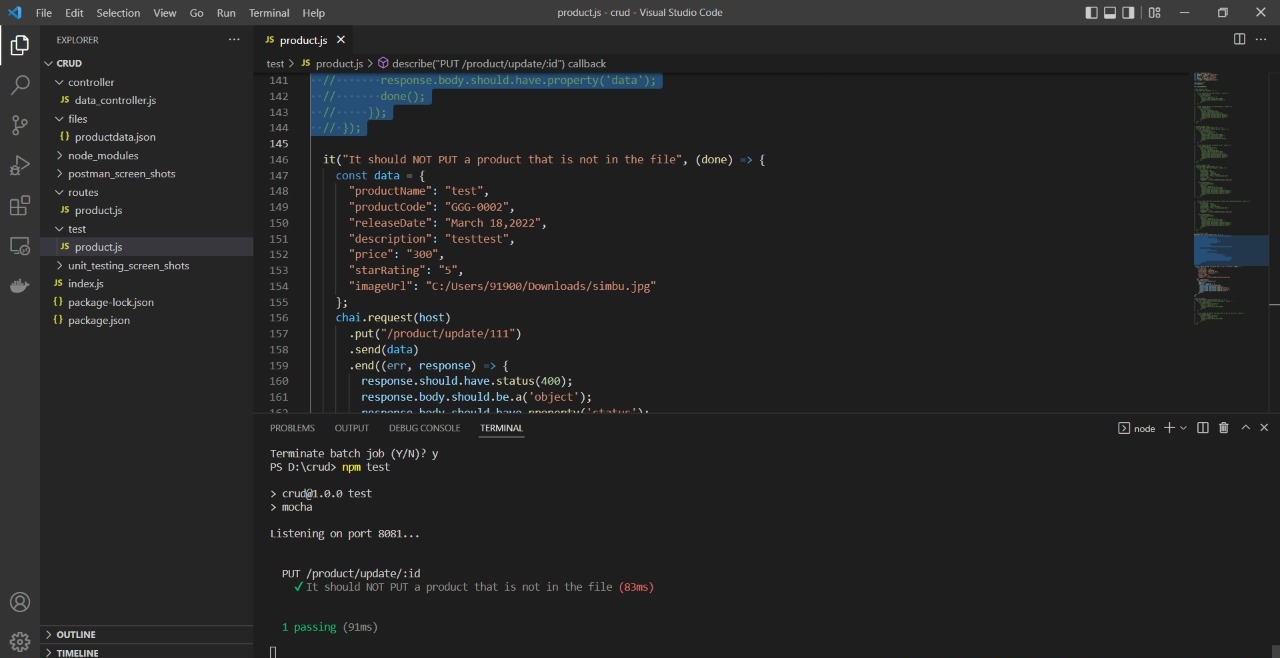 File Edit Selection View Go Run Terminal Help
product.js - crud - Visual Studio Code
EXPLORER
CRUD
controller
JS data_controller.js
files
{} productdata.json
node_modules
postman_screen_shots
routes
JS product.js
test
JS product.js
unit_testing_screen_shots
JS index.js
{} package-lock.json
{} package.json
OUTLINE
TIMELINE
JS product.js
test > JS product.js > describe("PUT /product/update/:id") callback
141 // response.body.should.have.property('data');
142 // done();
143 // });
144 // });
145
146 it("It should NOT PUT a product that is not in the file", (done) => {
147 const data = {
148 "productName": "test",
149 "productCode": "GGG-0002",
150 "releaseDate": "March 18,2022",
151 "description": "testtest",
152 "price": "300",
153 "starRating": "5",
154 "imageUrl": "C:/Users/91900/Downloads/simbu.jpg"
155 };
156 chai.request(host)
157 .put("/product/update/111")
158 .send(data)
159 .end((err, response) => {
160 response.should.have.status(400);
161 response.body.should.be.a('object');
162 response.body.should.have.property('status');
PROBLEMS OUTPUT DEBUG CONSOLE TERMINAL
node
Terminate batch job (Y/N)? y
PS D:\crud> npm test
> crud@1.0.0 test
> mocha
Listening on port 8081...
PUT /product/update/:id
✓ It should NOT PUT a product that is not in the file (83ms)
1 passing (91ms)